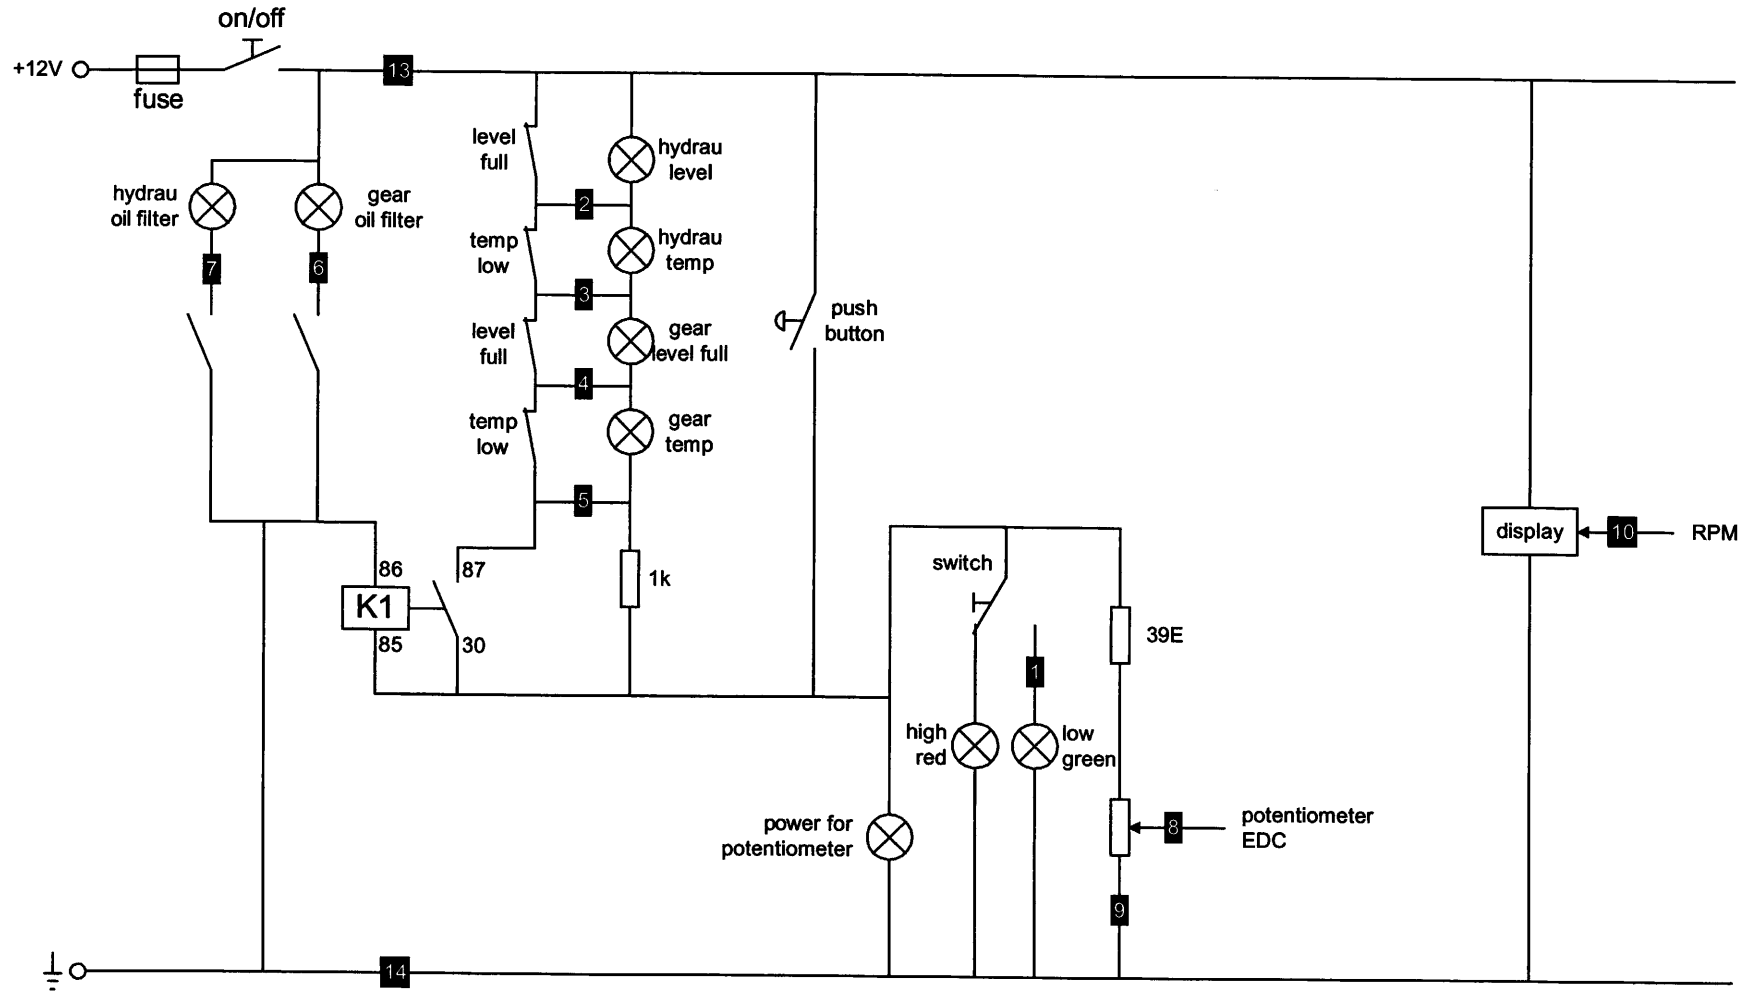 on/off
+12V
fuse
13
level
full
hydrau
level
2
hydrau
oil filter
gear
oil filter
7
6
temp
low
hydrau
temp
3
level
full
gear
level full
4
push
button
temp
low
gear
temp
5
86
K1
85
87
30
1k
switch
39E
1
high
red
low
green
power for
potentiometer
8
potentiometer
EDC
9
display
10
RPM
14